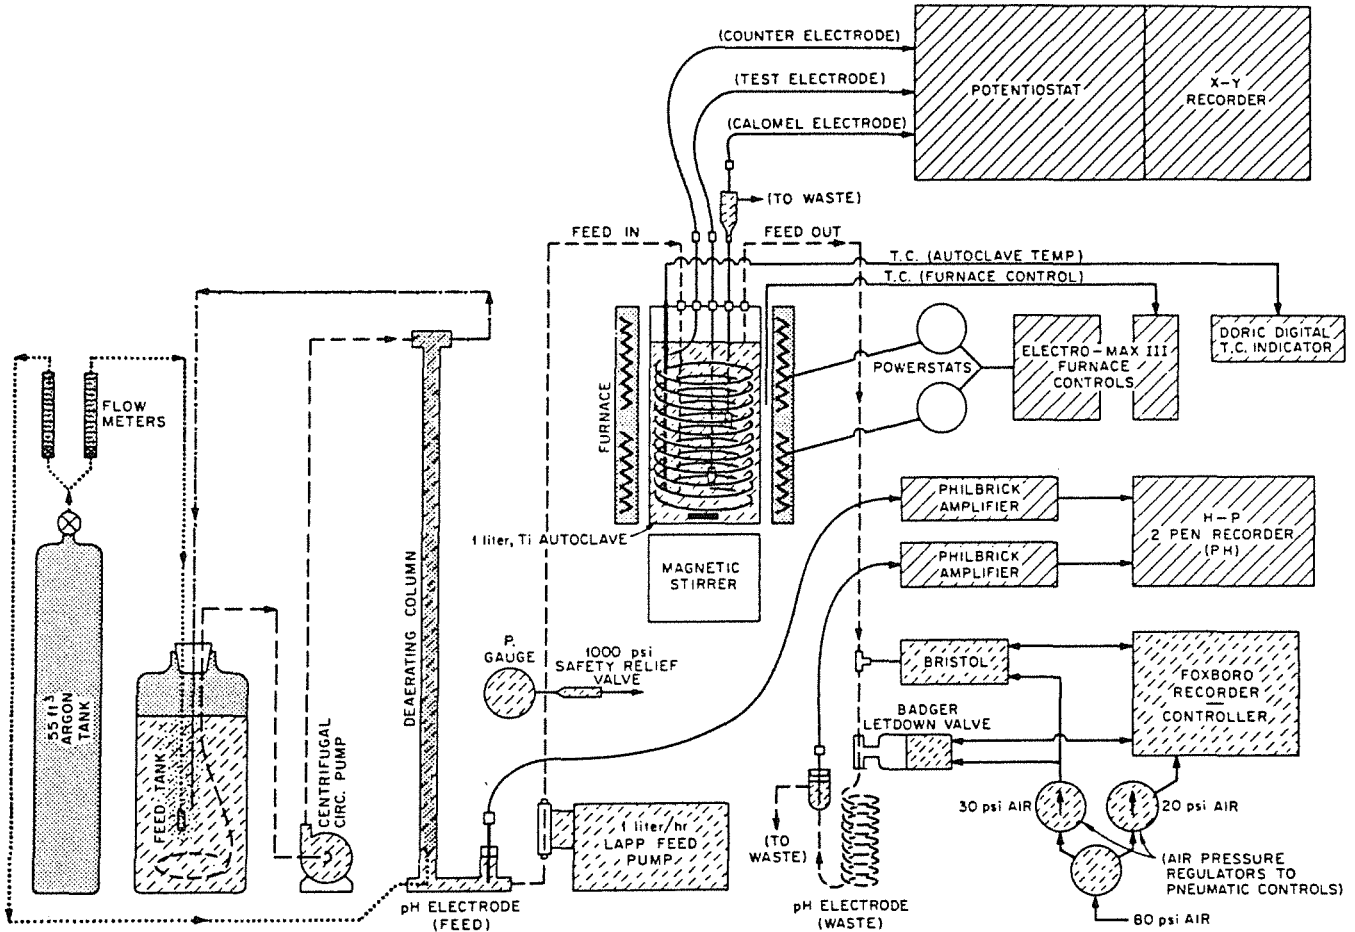 (COUNTER ELECTRODE)
(TEST ELECTRODE)
(CALOMEL ELECTRODE)
POTENTIOSTAT
X-Y
RECORDER
(TO WASTE)
FEED IN
FEED OUT
T.C. (AUTOCLAVE TEMP)
T.C. (FURNACE CONTROL)
DORIC DIGITAL
T.C. INDICATOR
ELECTRO-MAX III
FURNACE
CONTROLS
POWERSTATS
FURNACE
FLOW
METERS
1 liter, Ti AUTOCLAVE
MAGNETIC
STIRRER
PHILBRICK
AMPLIFIER
PHILBRICK
AMPLIFIER
H-P
2 PEN RECORDER
(PH)
DEAERATING COLUMN
P.
GAUGE
1000 psi
SAFETY RELIEF
VALVE
BRISTOL
FOXBORO
RECORDER
CONTROLLER
BADGER
LETDOWN VALVE
55 ft3
ARGON
TANK
FEED TANK
CENTRIFUGAL
CIRC. PUMP
1 liter/hr
LAPP FEED
PUMP
30 psi AIR
20 psi AIR
(TO
WASTE)
(AIR PRESSURE
REGULATORS TO
PNEUMATIC CONTROLS)
pH ELECTRODE
(FEED)
pH ELECTRODE
(WASTE)
60 psi AIR